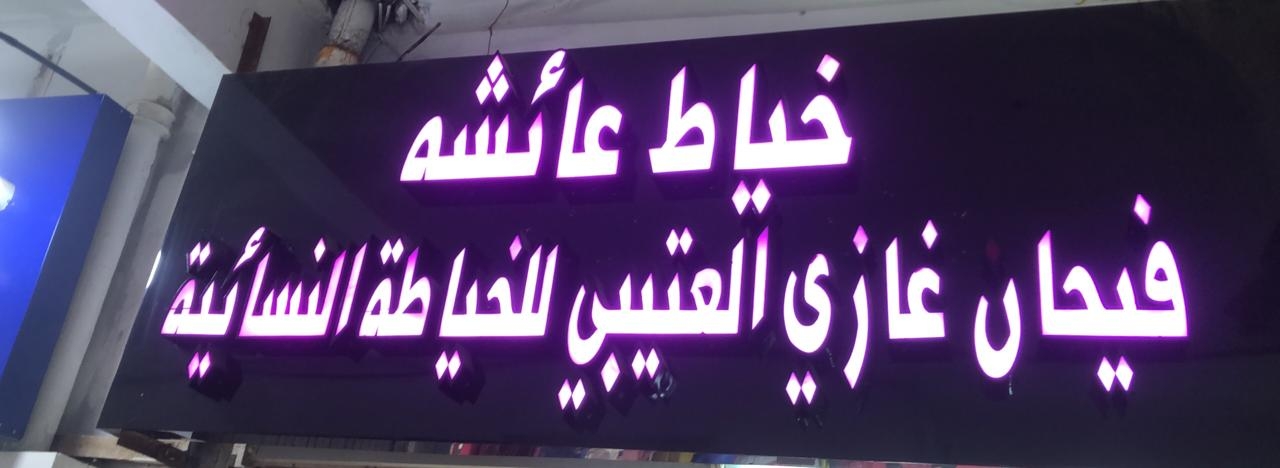 خياط عائشه
فيحان غازي العتيبي للخياطة النسائية